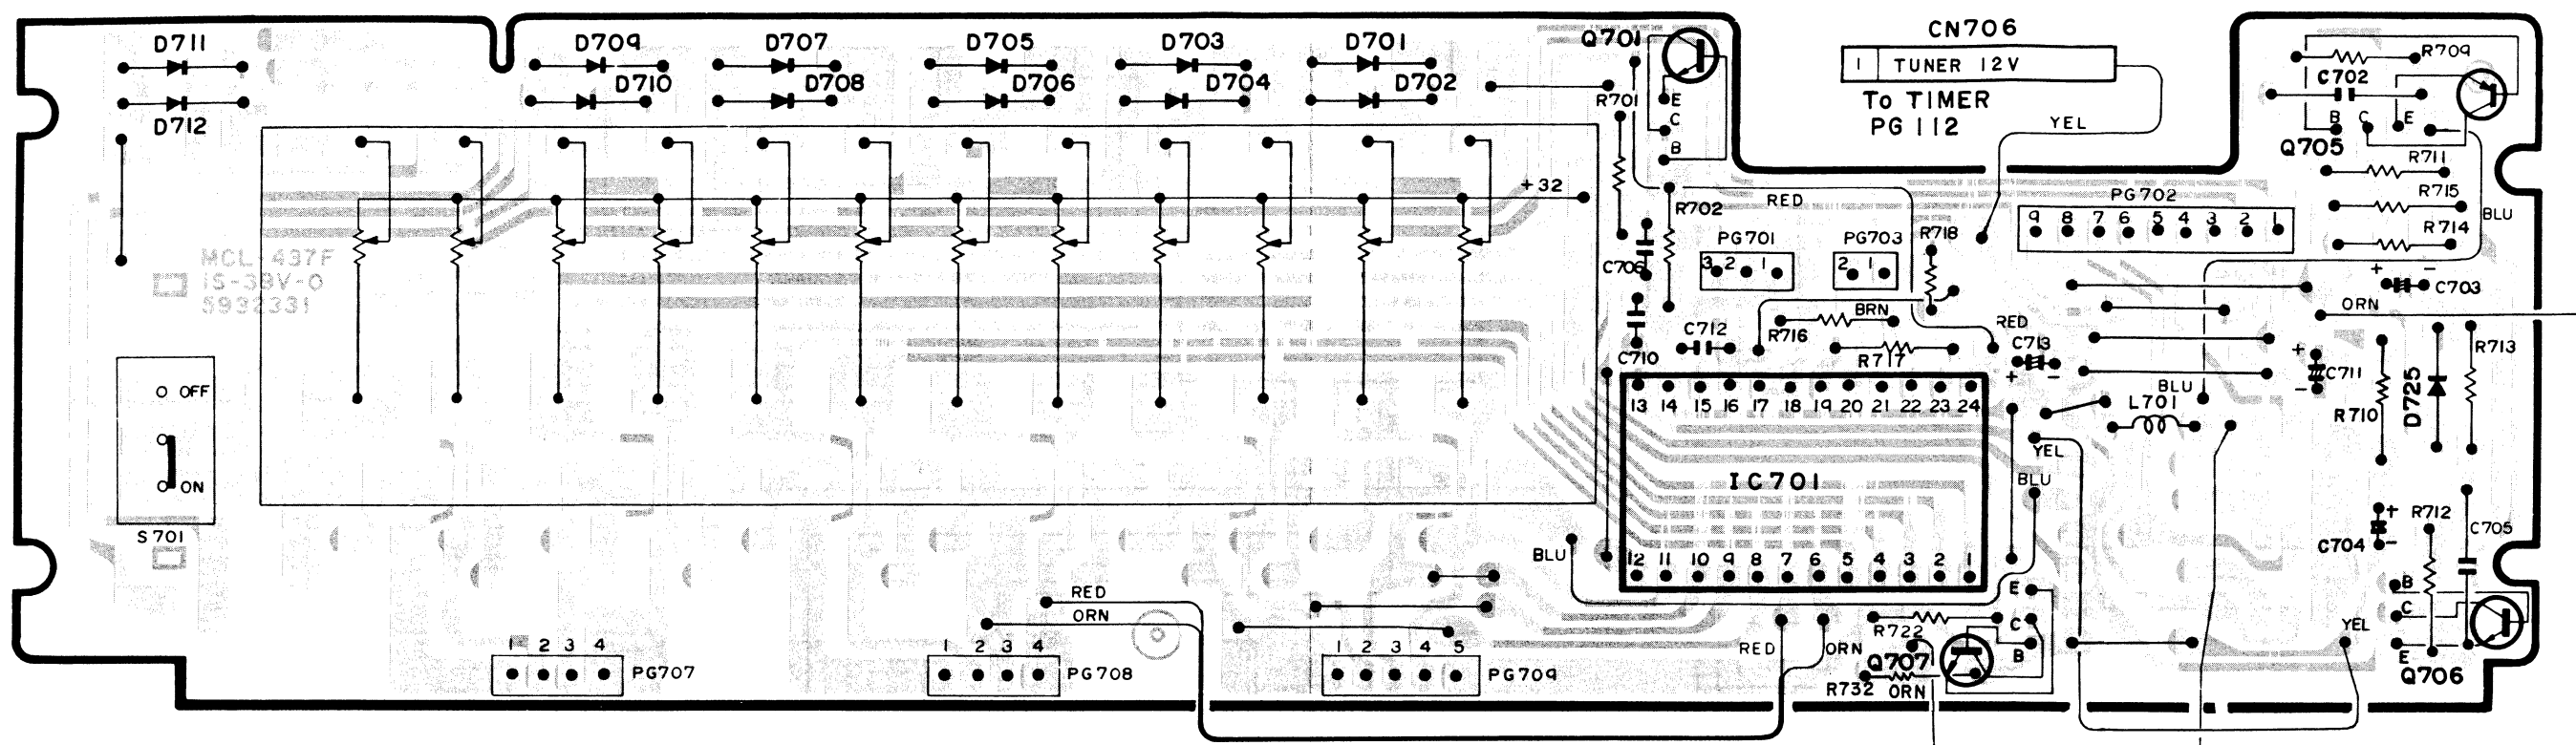 D711
D709
D707
D705
D703
D701
Q701
CN706
R709
D710
D708
D706
D704
D702
1 TUNER 12V
C702
D712
R701
E
C
B
To TIMER
PG 112
YEL
B C E
Q705
R711
+32
R702
RED
PG702
R715
BLU
9 8 7 6 5 4 3 2 1
R714
MCL-437F
IS-39V-0
5932331
PG701
PG703
R718
C706
3 2 1
2 1
+ -
C703
BRN
ORN
C712
R716
RED
C710
R717
C713
+ -
R713
+
C711
-
OFF
BLU
L701
R710
D725
13 14 15 16 17 18 19 20 21 22 23 24
YEL
IC701
BLU
ON
S701
+
C704
-
R712
C705
BLU
12 11 10 9 8 7 6 5 4 3 2 1
E
C
B
B
C
E
RED
ORN
R722
YEL
1 2 3 4
PG707
1 2 3 4
PG708
1 2 3 4 5
PG709
RED
ORN
Q707
R732
ORN
Q706